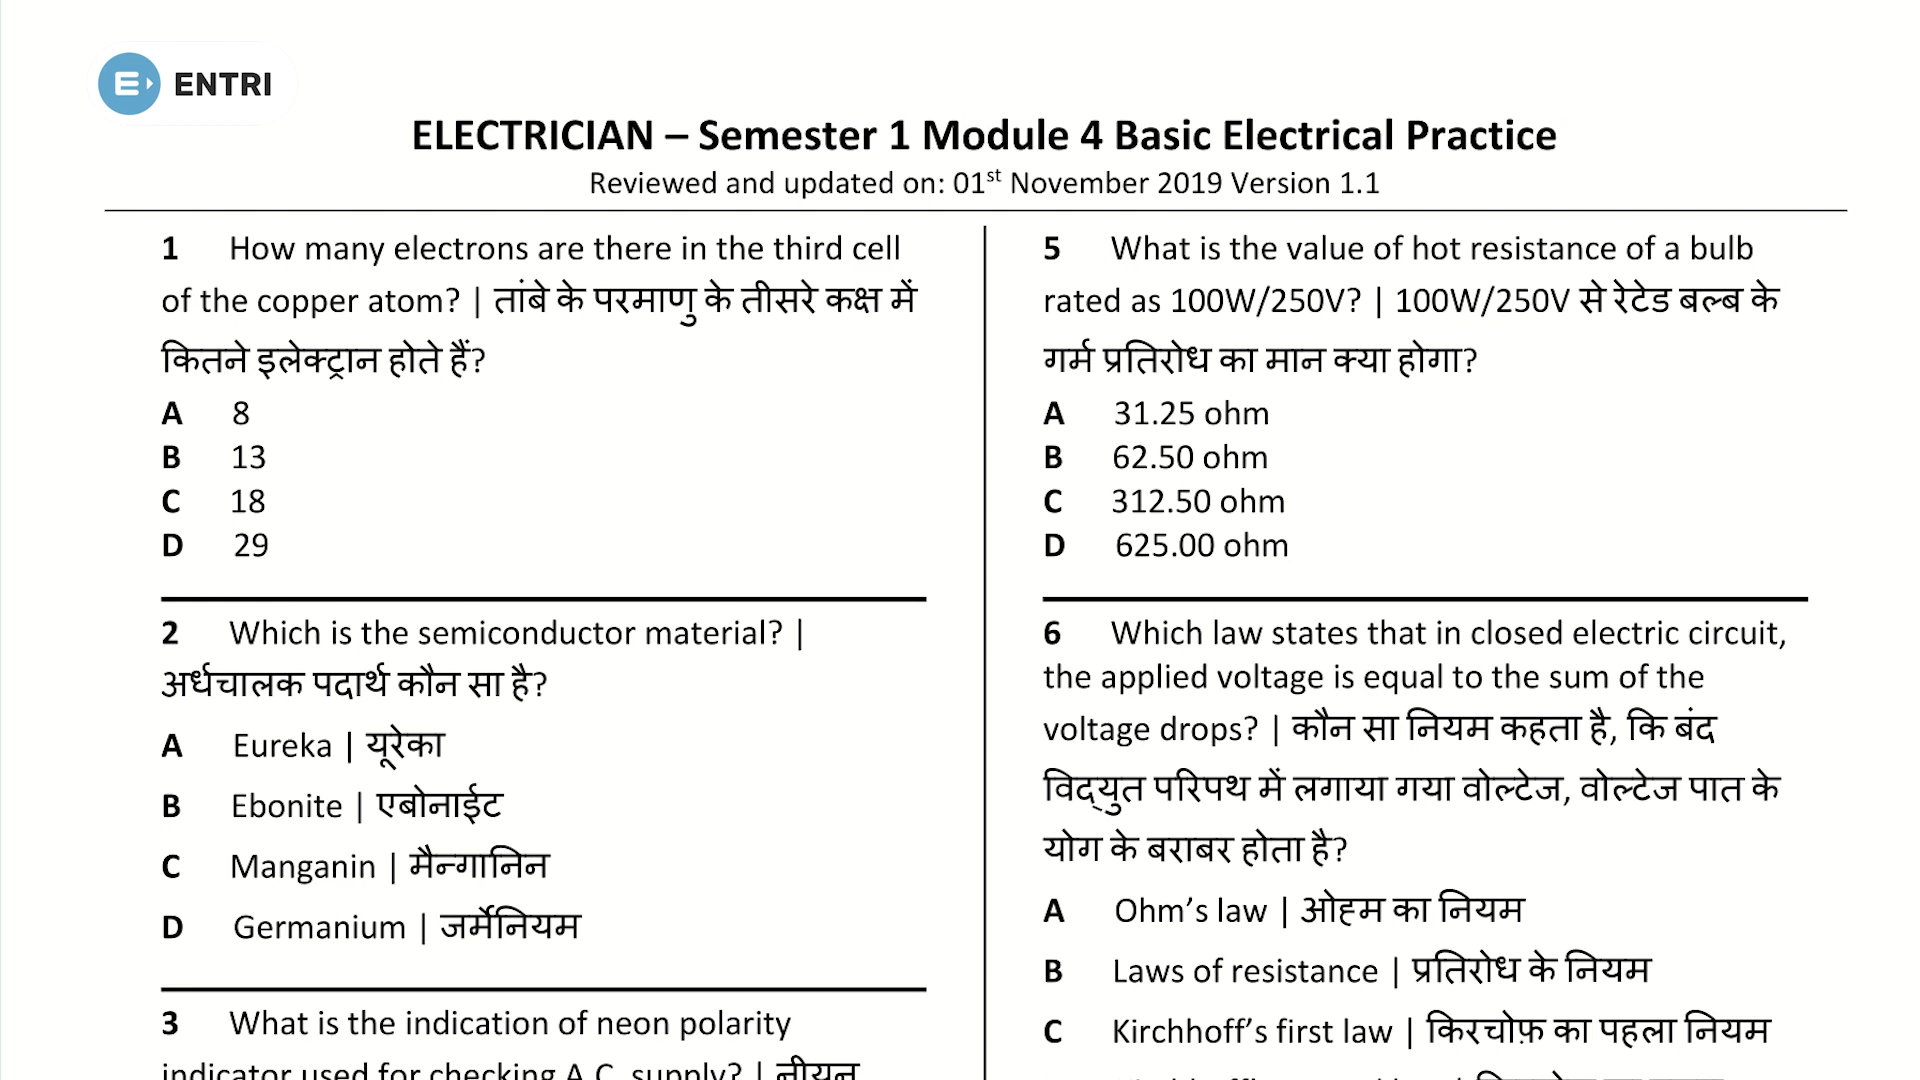 ENTRI
ELECTRICIAN – Semester 1 Module 4 Basic Electrical Practice
Reviewed and updated on: 01st November 2019 Version 1.1
1 How many electrons are there in the third cell
of the copper atom? | तांबे के परमाणु के तीसरे कक्ष में
कितने इलेक्ट्रान होते हैं?
A 8
B 13
C 18
D 29
2 Which is the semiconductor material? |
अर्धचालक पदार्थ कौन सा है?
A Eureka | यूरेका
B Ebonite | एबोनाईट
C Manganin | मैन्गानिन
D Germanium | जर्मेनियम
3 What is the indication of neon polarity
indicator used for checking A.C. supply? | नीयन
5 What is the value of hot resistance of a bulb
rated as 100W/250V? | 100W/250V से रेटेड बल्ब के
गर्म प्रतिरोध का मान क्या होगा?
A 31.25 ohm
B 62.50 ohm
C 312.50 ohm
D 625.00 ohm
6 Which law states that in closed electric circuit,
the applied voltage is equal to the sum of the
voltage drops? | कौन सा नियम कहता है, कि बंद
विद्युत परिपथ में लगाया गया वोल्टेज, वोल्टेज पात के
योग के बराबर होता है?
A Ohm’s law | ओह्म का नियम
B Laws of resistance | प्रतिरोध के नियम
C Kirchhoff’s first law | किरचोफ़ का पहला नियम